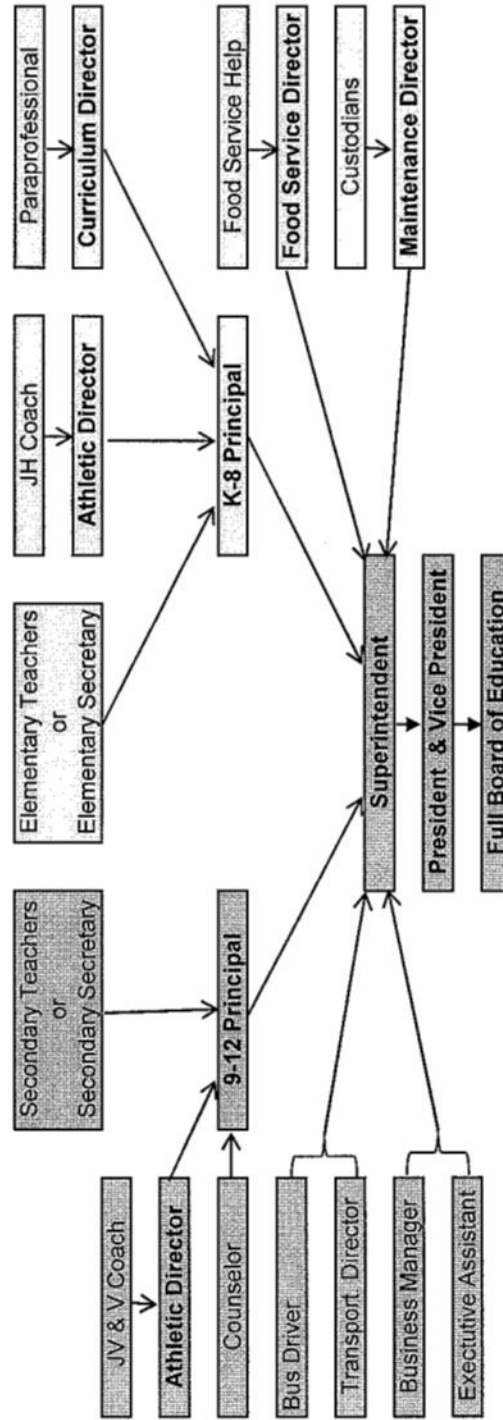 JV & V Coach
Athletic Director
Counselor
Bus Driver
Transport. Director
Business Manager
Exectutive Assistant
Secondary Teachers
or
Secondary Secretary
9-12 Principal
Elementary Teachers
or
Elementary Secretary
JH Coach
Athletic Director
K-8 Principal
Paraprofessional
Curriculum Director
Food Service Help
Food Service Director
Custodians
Maintenance Director
Superintendent
President & Vice President
Full Board of Education